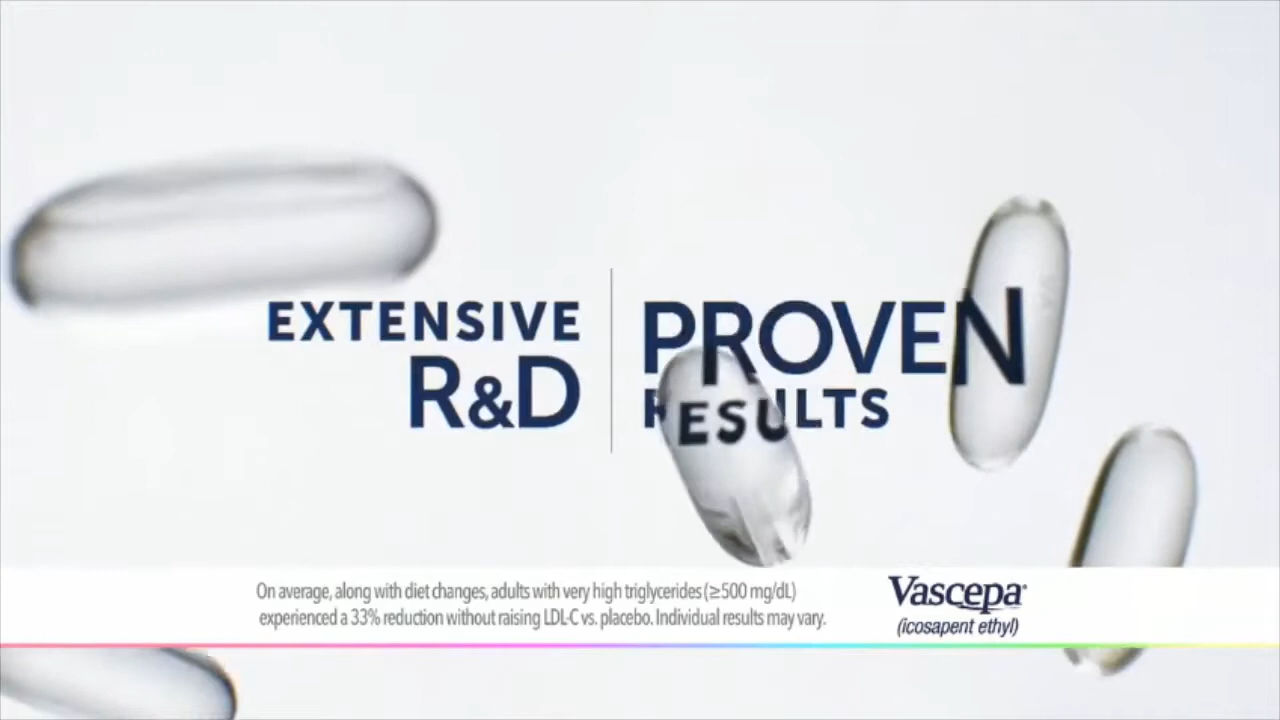 EXTENSIVE
R&D
PROVEN
RESULTS
On average, along with diet changes, adults with very high triglycerides (≥500 mg/dL)
experienced a 33% reduction without raising LDL-C vs. placebo. Individual results may vary.
Vascepa®
(icosapent ethyl)